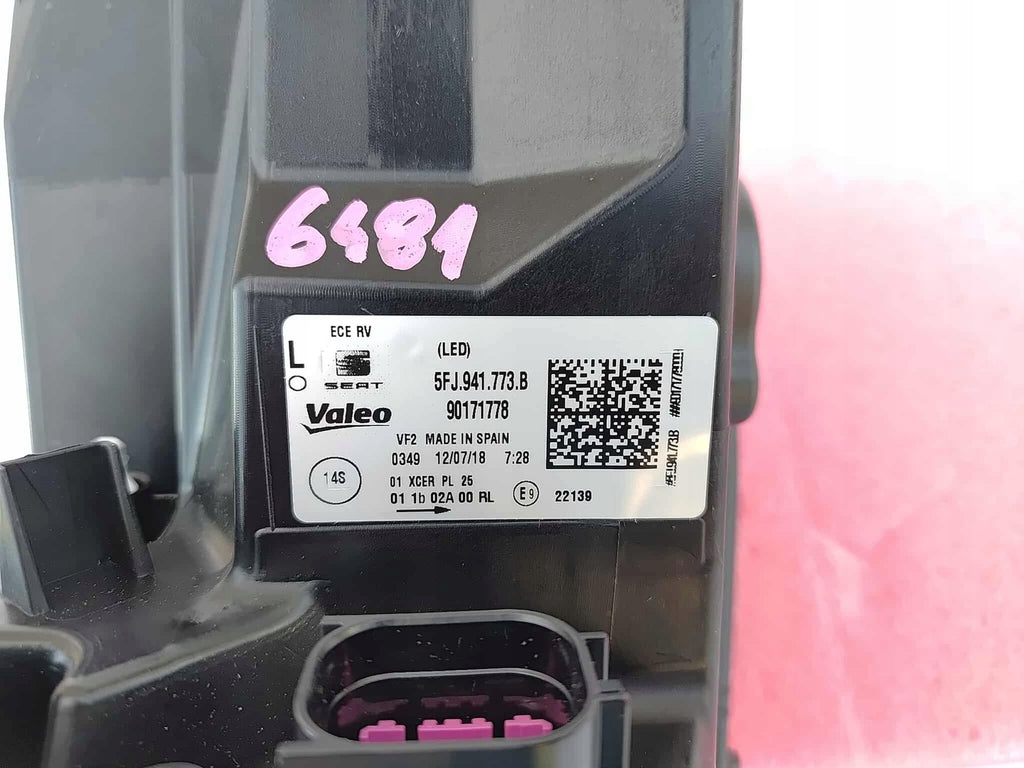 6481
ECE RV
L
SEAT
(LED)
5FJ.941.773.B
Valeo
90171778
VF2 MADE IN SPAIN
0349 12/07/18 7:28
14S
01 XCER PL 25
01 1b 02A 00 RL
E9 22139